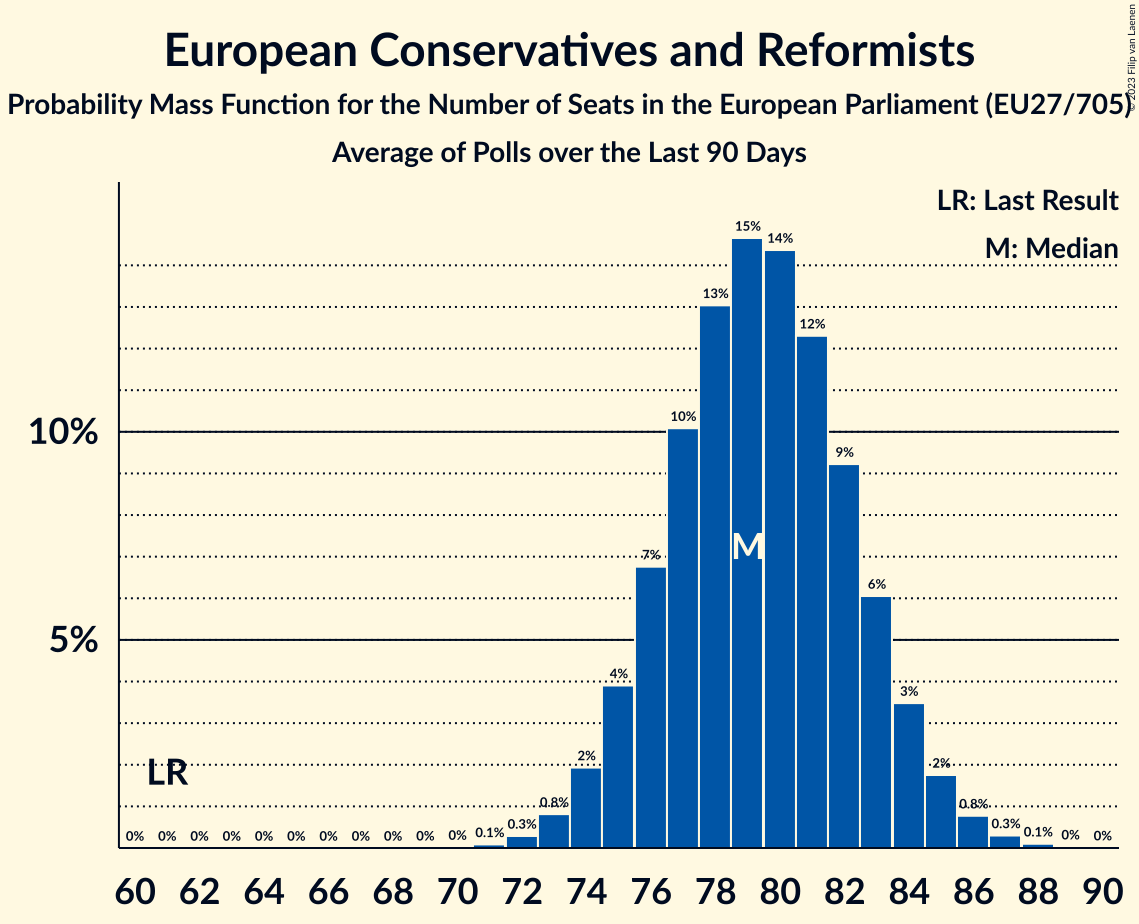 European Conservatives and Reformists
Probability Mass Function for the Number of Seats in the European Parliament (EU27/705)
Average of Polls over the Last 90 Days
© 2023 Filip van Laenen
LR: Last Result
M: Median
15%
14%
13%
12%
10%
10%
9%
M
7%
6%
5%
4%
3%
LR
2%
2%
0.8%
0.8%
0% 0% 0% 0% 0% 0% 0% 0% 0% 0% 0% 0.1% 0.3% 0.3% 0.1% 0% 0%
60 62 64 66 68 70 72 74 76 78 80 82 84 86 88 90